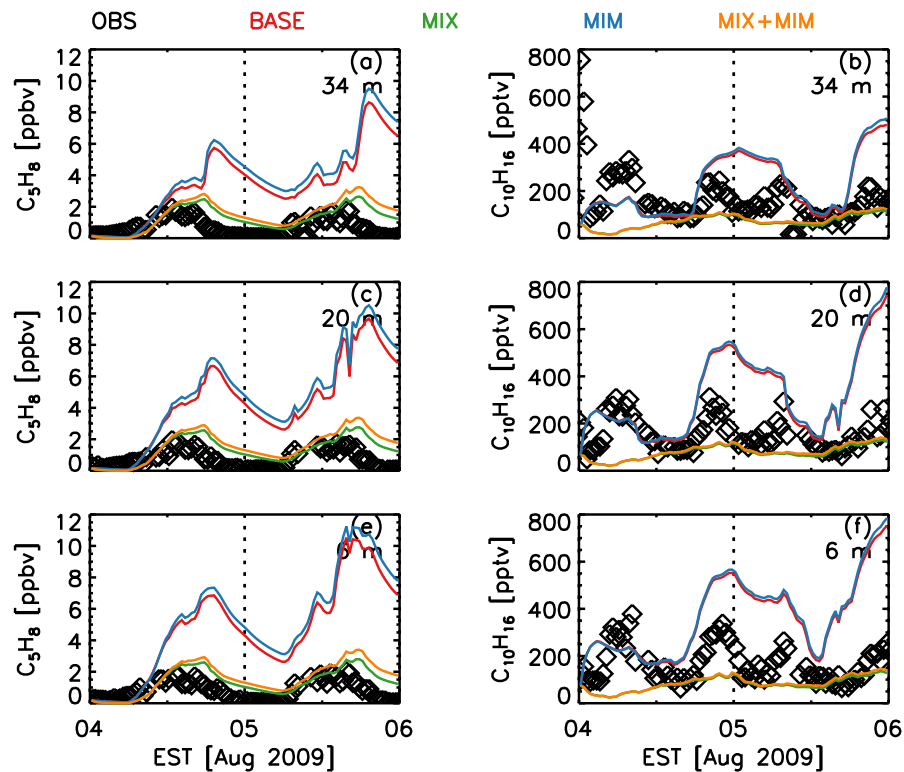 OBS BASE MIX MIM MIX+MIM
(a)
34 m
C5H8 [ppbv]
12
10
8
6
4
2
0
(b)
34 m
C10H16 [pptv]
800
600
400
200
0
(c)
20 m
C5H8 [ppbv]
12
10
8
6
4
2
0
(d)
20 m
C10H16 [pptv]
800
600
400
200
0
(e)
6 m
C5H8 [ppbv]
12
10
8
6
4
2
0
04 05 06
EST [Aug 2009]
(f)
6 m
C10H16 [pptv]
800
600
400
200
0
04 05 06
EST [Aug 2009]